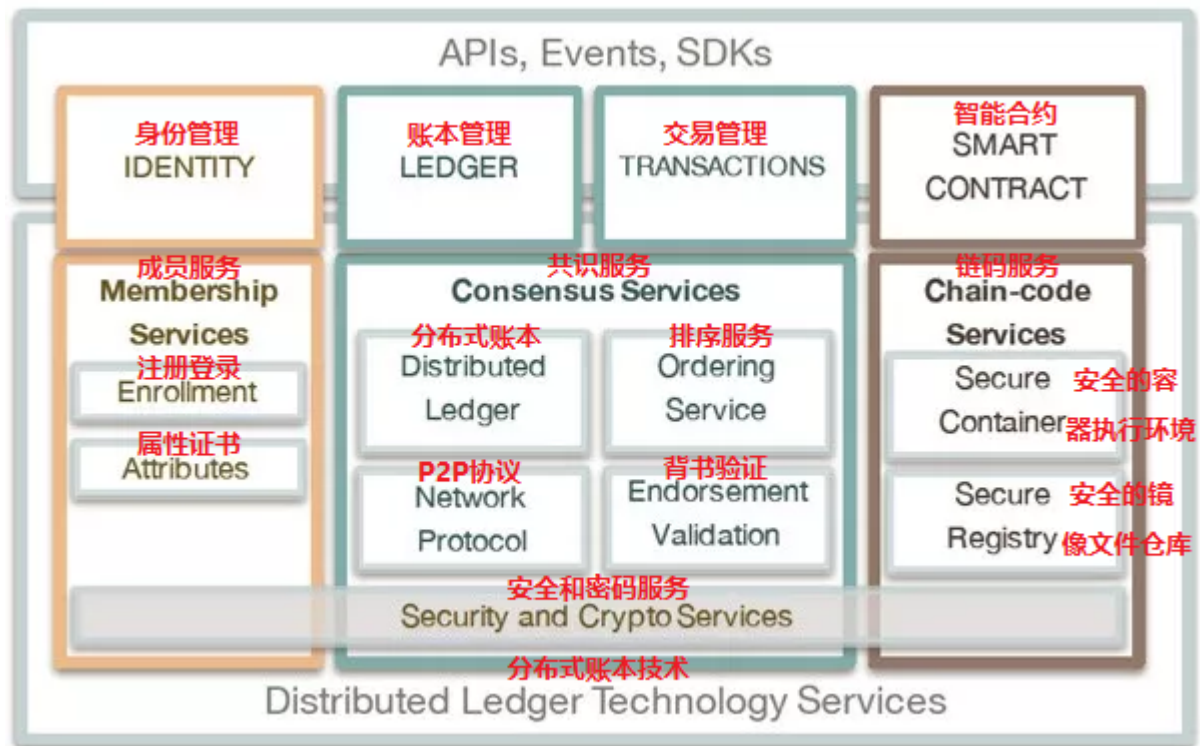 APIs, Events, SDKs
身份管理
IDENTITY
账本管理
LEDGER
交易管理
TRANSACTIONS
智能合约
SMART
CONTRACT
成员服务
Membership
Services
注册登录
Enrollment
属性证书
Attributes
共识服务
Consensus Services
分布式账本
Distributed
Ledger
排序服务
Ordering
Service
P2P协议
Network
Protocol
背书验证
Endorsement
Validation
链码服务
Chain-code
Services
Secure 安全的容
Container 器执行环境
Secure 安全的镜
Registry 像文件仓库
安全和密码服务
Security and Crypto Services
分布式账本技术
Distributed Ledger Technology Services